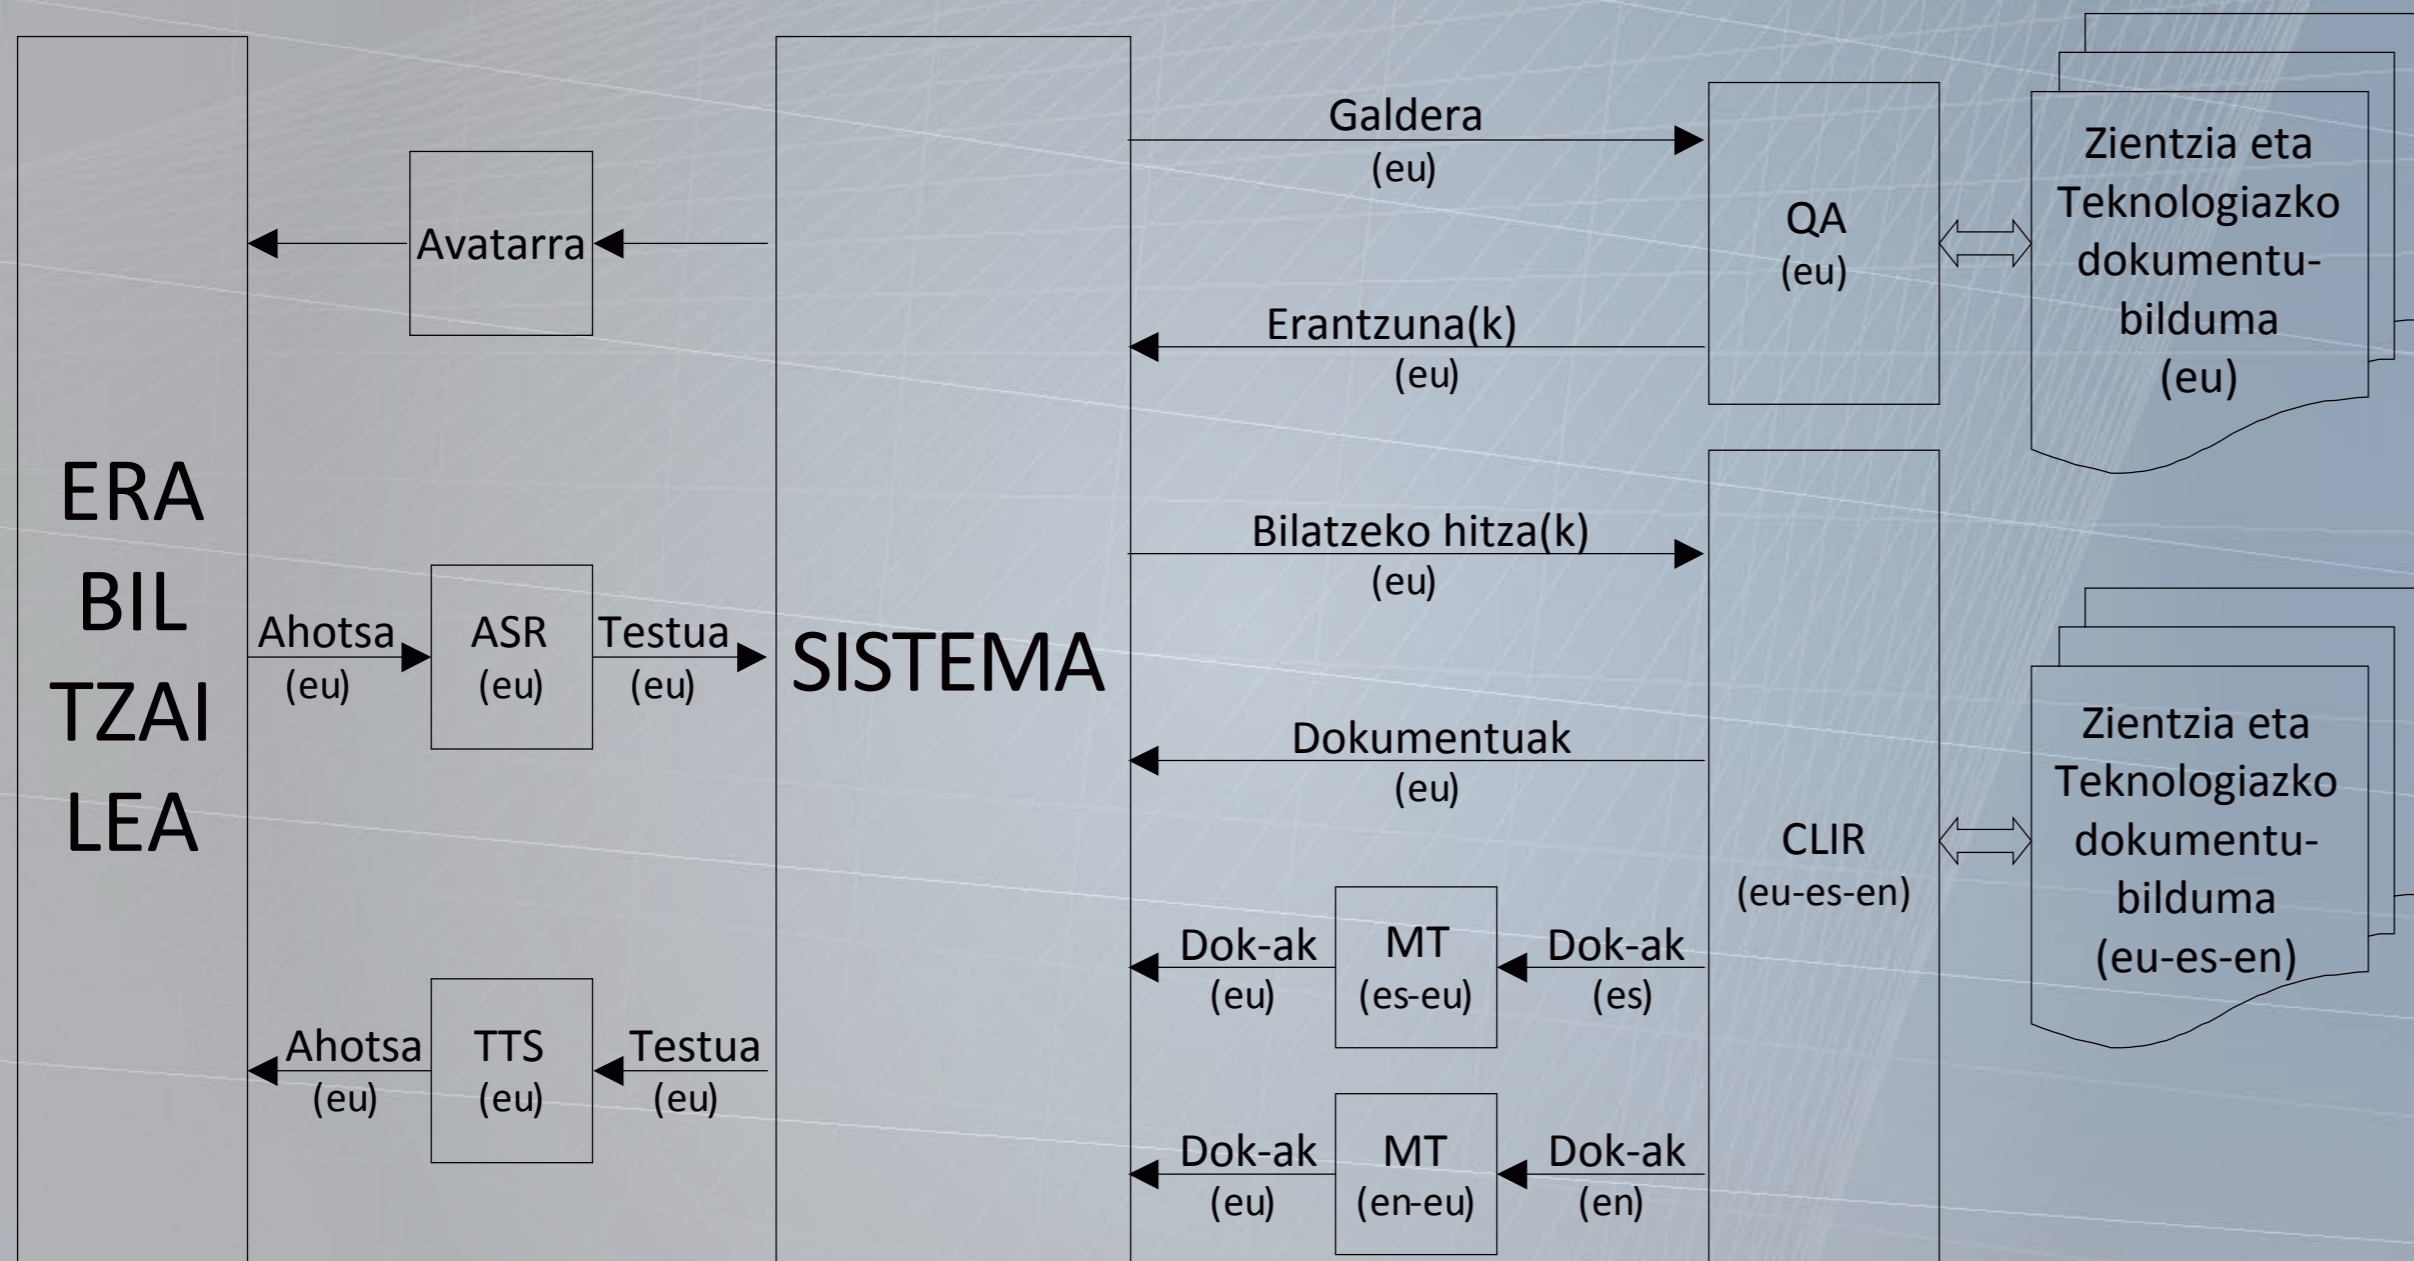 ERA
BIL
TZAI
LEA
Avatarra
Ahotsa
(eu)
ASR
(eu)
Testua
(eu)
Ahotsa
(eu)
TTS
(eu)
Testua
(eu)
SISTEMA
Galdera
(eu)
Erantzuna(k)
(eu)
Bilatzeko hitza(k)
(eu)
Dokumentuak
(eu)
Dok-ak
(eu)
MT
(es-eu)
Dok-ak
(es)
Dok-ak
(eu)
MT
(en-eu)
Dok-ak
(en)
QA
(eu)
CLIR
(eu-es-en)
Zientzia eta
Teknologiazko
dokumentu-
bilduma
(eu)
Zientzia eta
Teknologiazko
dokumentu-
bilduma
(eu-es-en)